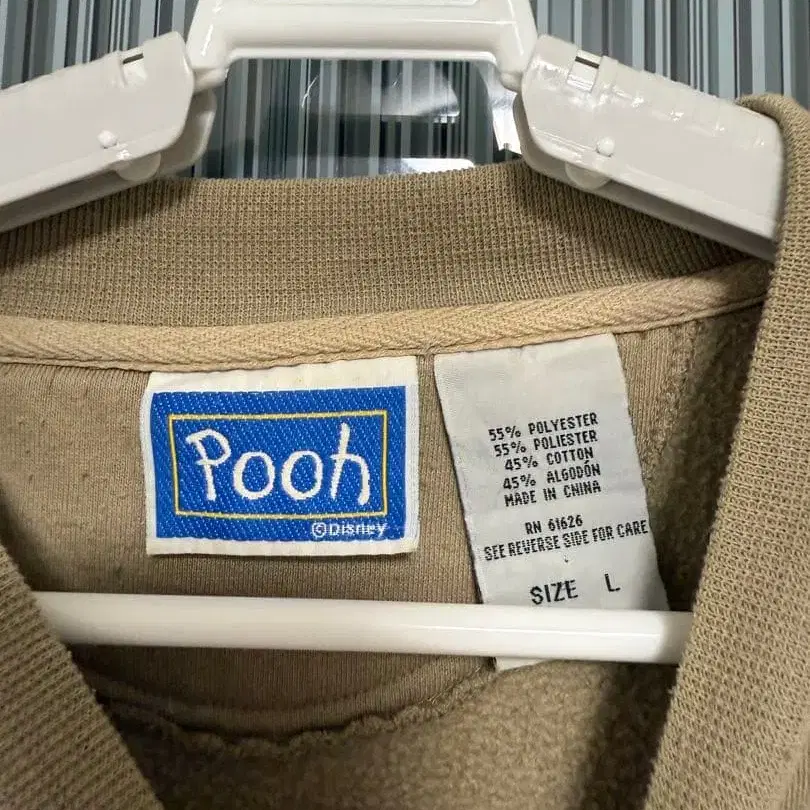 Pooh
©Disney
55% POLYESTER
55% POLIESTER
45% COTTON
45% ALGODÓN
MADE IN CHINA
RN 61626
SEE REVERSE SIDE FOR CARE
SIZE L